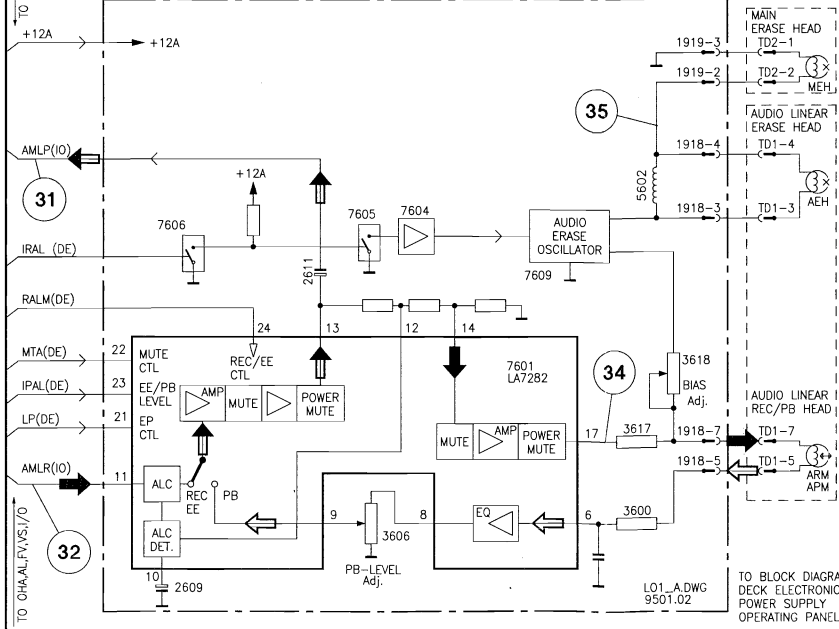 TO
+12A
+12A
1919-3
TD2-1
MAIN
ERASE HEAD
1919-2
TD2-2
MEH
35
AUDIO LINEAR
ERASE HEAD
AMLP(IO)
31
1918-4
TD1-4
5602
AEH
+12A
7606
7605
7604
1918-3
TD1-3
IRAL (DE)
2611
AUDIO
ERASE
OSCILLATOR
7609
RALM(DE)
24
13
12
14
MTA(DE)
22
MUTE
CTL
REC/EE
CTL
7601
LA7282
34
3618
BIAS
Adj.
IPAL(DE)
23
EE/PB
LEVEL
AMP
MUTE
POWER
MUTE
LP(DE)
21
EP
CTL
AUDIO LINEAR
REC/PB HEAD
MUTE
AMP
POWER
MUTE
17
3617
1918-7
TD1-7
AMLR(IO)
32
11
ALC
REC
EE
PB
1918-5
TD1-5
ARM
APM
ALC
DET.
9
3606
8
EQ
6
3600
PB-LEVEL
Adj.
10
2609
TO OHA,AL,FV,VS,I/O
L01_A.DWG
9501.02
TO BLOCK DIAGRA
DECK ELECTRONIC
POWER SUPPLY
OPERATING PANEL